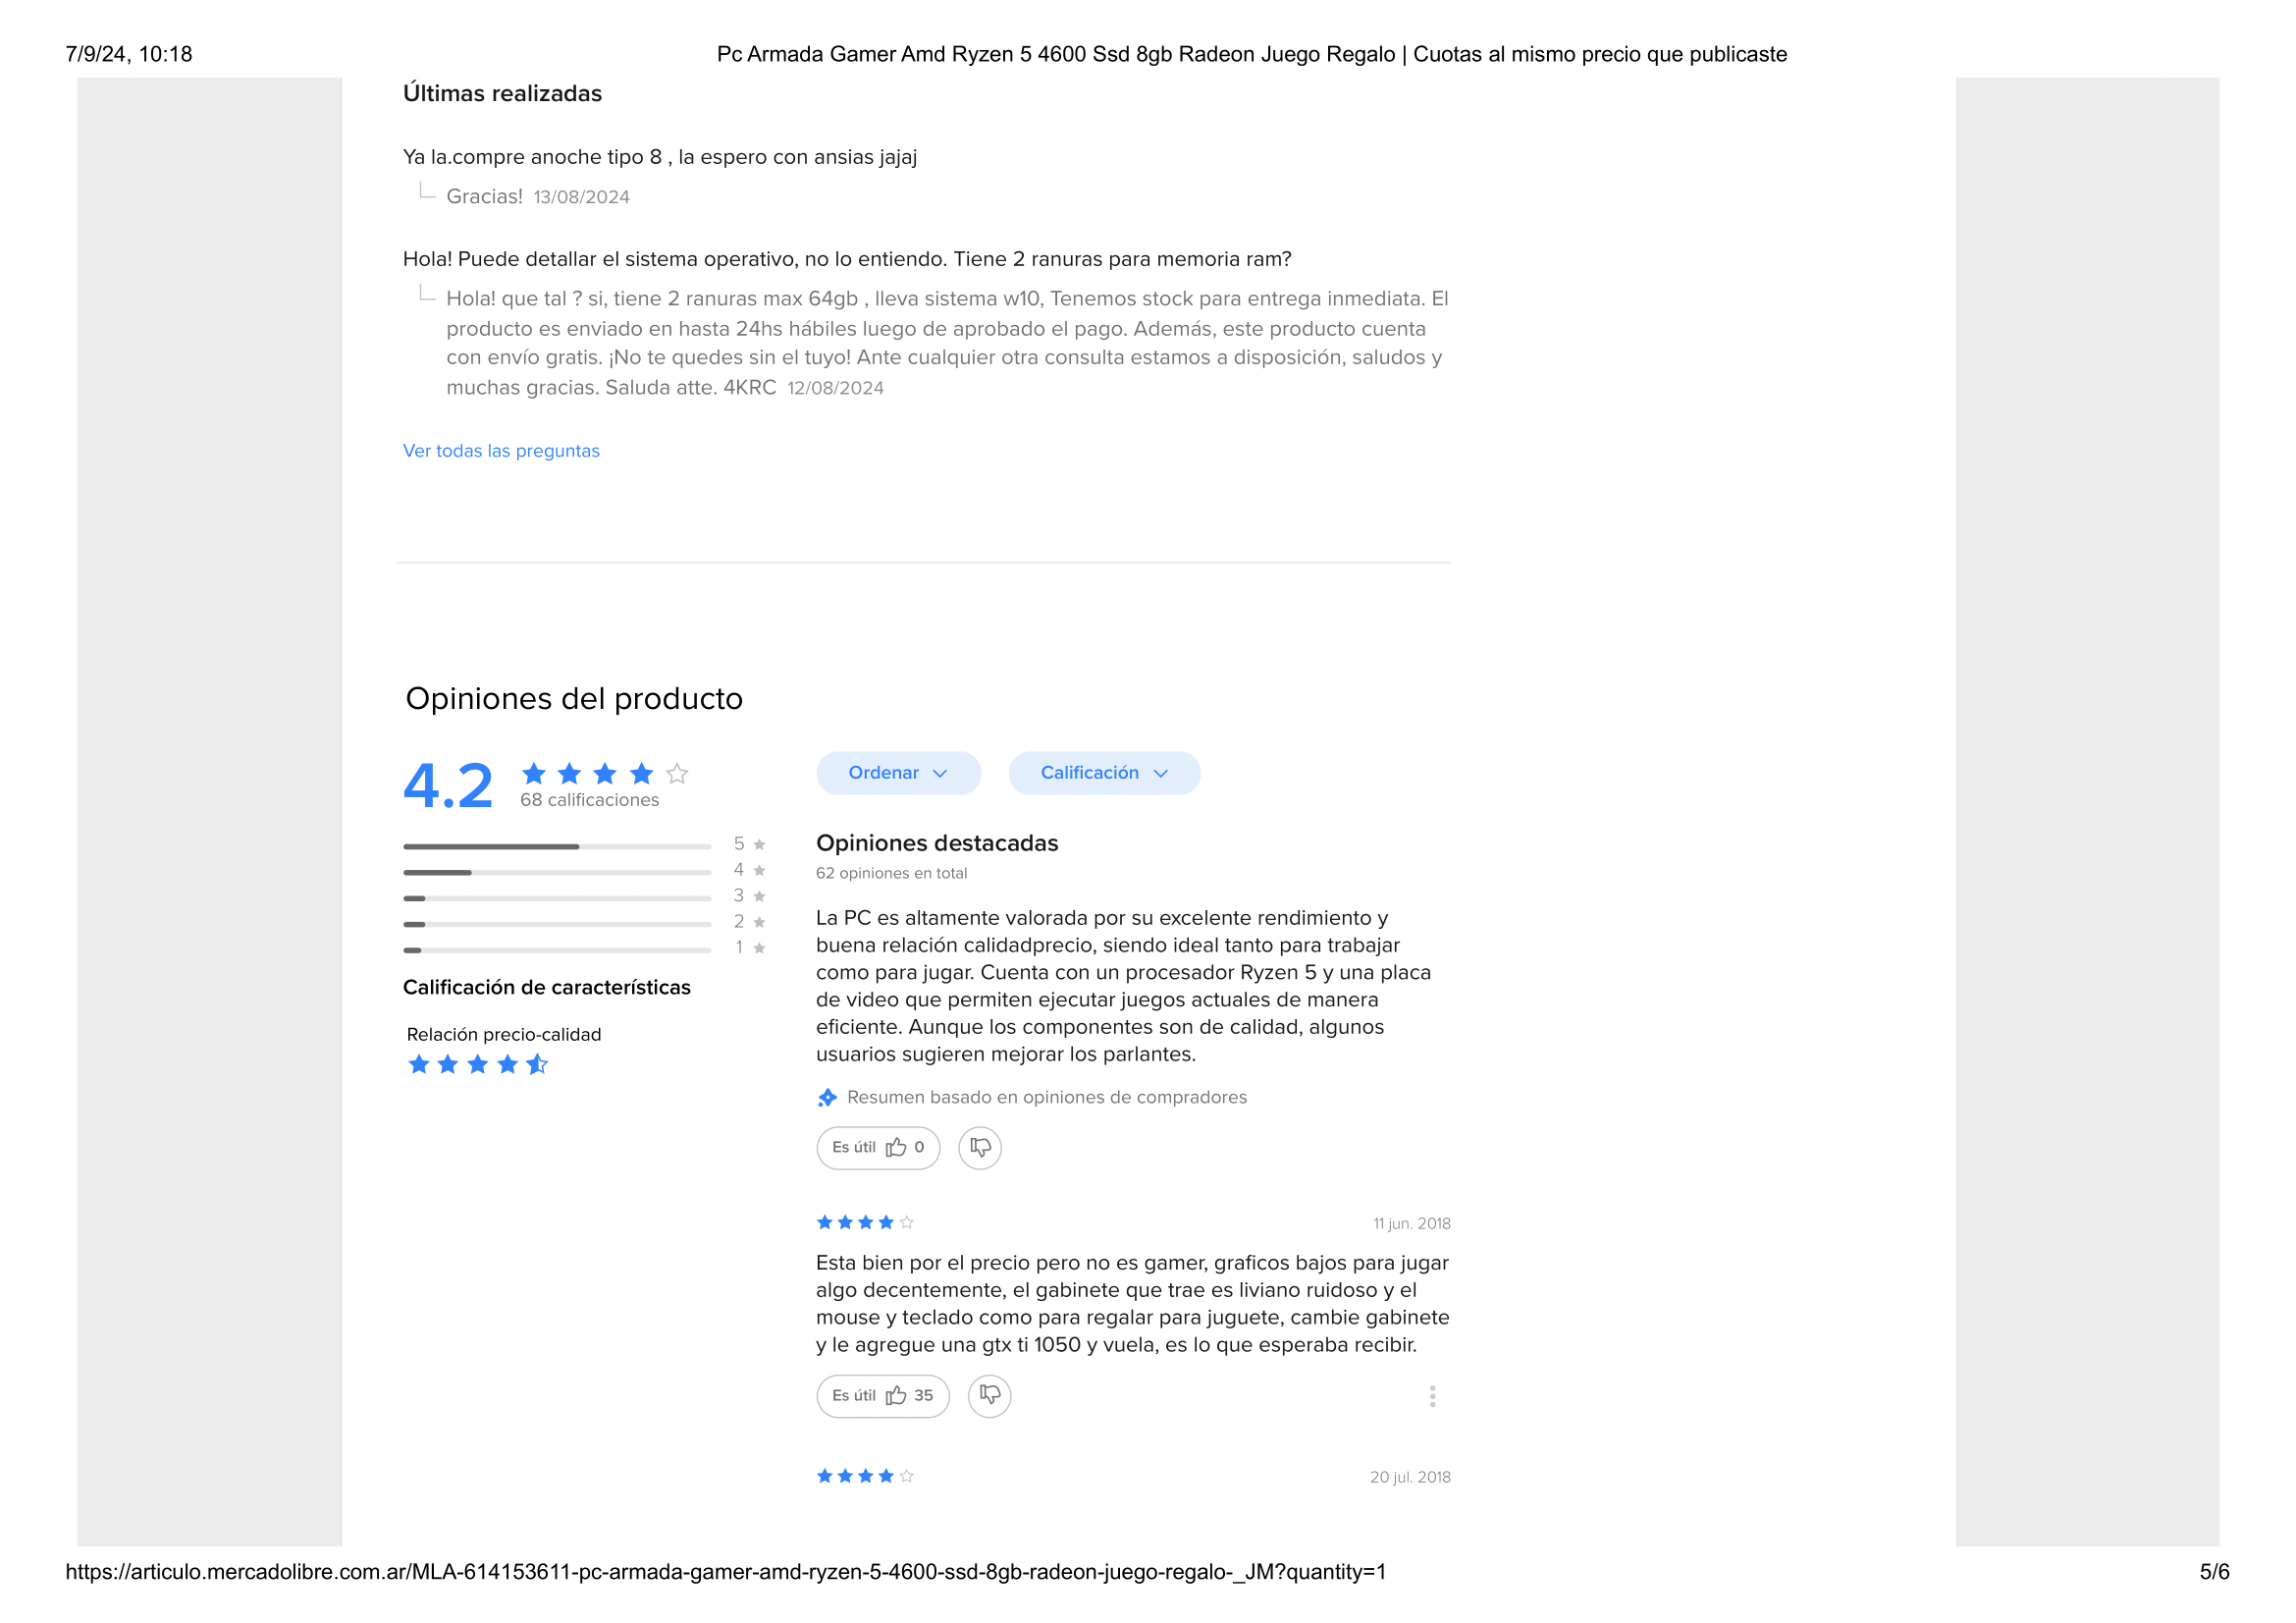 7/9/24, 10:18
Pc Armada Gamer Amd Ryzen 5 4600 Ssd 8gb Radeon Juego Regalo | Cuotas al mismo precio que publicaste
Últimas realizadas
Ya la.compre anoche tipo 8 , la espero con ansias jajaj
Gracias! 13/08/2024
Hola! Puede detallar el sistema operativo, no lo entiendo. Tiene 2 ranuras para memoria ram?
Hola! que tal ? si, tiene 2 ranuras max 64gb , lleva sistema w10, Tenemos stock para entrega inmediata. El
producto es enviado en hasta 24hs hábiles luego de aprobado el pago. Además, este producto cuenta
con envío gratis. ¡No te quedes sin el tuyo! Ante cualquier otra consulta estamos a disposición, saludos y
muchas gracias. Saluda atte. 4KRC 12/08/2024
Ver todas las preguntas
Opiniones del producto
4.2
68 calificaciones
5
4
3
2
1
Calificación de características
Relación precio-calidad
Ordenar
Calificación
Opiniones destacadas
62 opiniones en total
La PC es altamente valorada por su excelente rendimiento y
buena relación calidadprecio, siendo ideal tanto para trabajar
como para jugar. Cuenta con un procesador Ryzen 5 y una placa
de video que permiten ejecutar juegos actuales de manera
eficiente. Aunque los componentes son de calidad, algunos
usuarios sugieren mejorar los parlantes.
Resumen basado en opiniones de compradores
Es útil 0
11 jun. 2018
Esta bien por el precio pero no es gamer, graficos bajos para jugar
algo decentemente, el gabinete que trae es liviano ruidoso y el
mouse y teclado como para regalar para juguete, cambie gabinete
y le agregue una gtx ti 1050 y vuela, es lo que esperaba recibir.
Es útil 35
20 jul. 2018
https://articulo.mercadolibre.com.ar/MLA-614153611-pc-armada-gamer-amd-ryzen-5-4600-ssd-8gb-radeon-juego-regalo-_JM?quantity=1
5/6